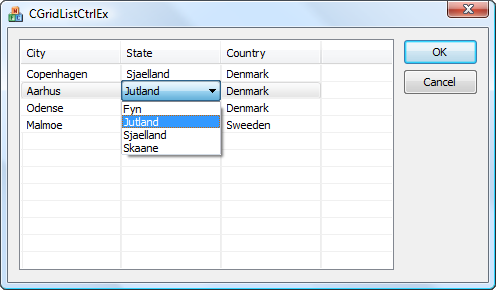 CGridListCtrlEx
City State Country
Copenhagen Sjaelland Denmark
Aarhus Jutland Denmark
Odense Fyn Denmark
Malmoe Jutland Sweeden
Sjaelland
Skaane
OK
Cancel